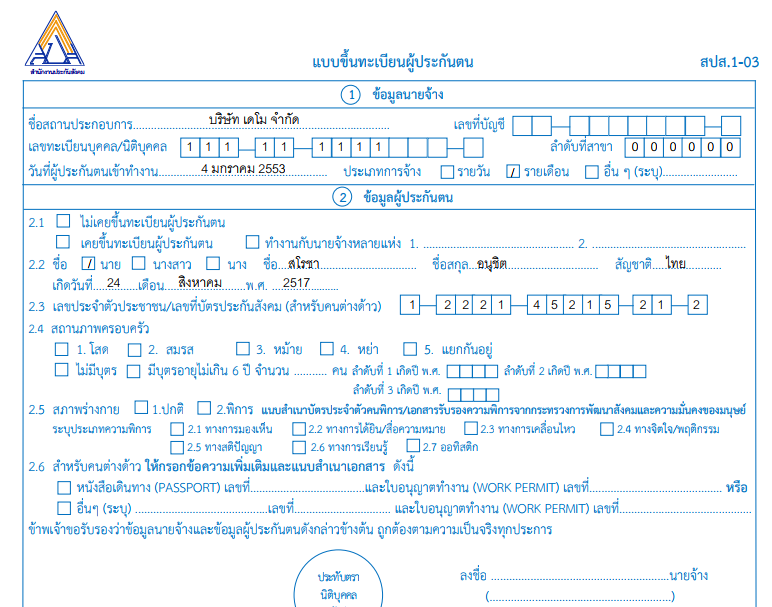 สำนักงานประกันสังคม
แบบขึ้นทะเบียนผู้ประกันตน สปส.1-03
1 ข้อมูลนายจ้าง
ชื่อสถานประกอบการ บริษัท เดโม จำกัด เลขที่บัญชี
เลขทะเบียนบุคคล/นิติบุคคล 1 1 1 – 1 1 – 1 1 1 1 ลำดับที่สาขา 0 0 0 0 0 0
วันที่ผู้ประกันตนเข้าทำงาน 4 มกราคม 2553 ประเภทการจ้าง รายวัน / รายเดือน อื่น ๆ (ระบุ)
2 ข้อมูลผู้ประกันตน
2.1 ไม่เคยขึ้นทะเบียนผู้ประกันตน
เคยขึ้นทะเบียนผู้ประกันตน ทำงานกับนายจ้างหลายแห่ง 1. 2.
2.2 ชื่อ / นาย นางสาว นาง ชื่อ สโรชา ชื่อสกุล อนุชิต สัญชาติ ไทย
เกิดวันที่ 24 เดือน สิงหาคม พ.ศ. 2517
2.3 เลขประจำตัวประชาชน/เลขที่บัตรประกันสังคม (สำหรับคนต่างด้าว) 1 – 2 2 2 1 – 4 5 2 1 5 – 2 1 – 2
2.4 สถานภาพครอบครัว
1. โสด 2. สมรส 3. หม้าย 4. หย่า 5. แยกกันอยู่
ไม่มีบุตร มีบุตรอายุไม่เกิน 6 ปี จำนวน ........... คน ลำดับที่ 1 เกิดปี พ.ศ. ลำดับที่ 2 เกิดปี พ.ศ.
ลำดับที่ 3 เกิดปี พ.ศ.
2.5 สภาพร่างกาย 1.ปกติ 2.พิการ แนบสำเนาบัตรประจำตัวคนพิการ/เอกสารรับรองความพิการจากกระทรวงการพัฒนาสังคมและความมั่นคงของมนุษย์
ระบุประเภทความพิการ 2.1 ทางการมองเห็น 2.2 ทางการได้ยิน/สื่อความหมาย 2.3 ทางการเคลื่อนไหว 2.4 ทางจิตใจ/พฤติกรรม
2.5 ทางสติปัญญา 2.6 ทางการเรียนรู้ 2.7 ออทิสติก
2.6 สำหรับคนต่างด้าว ให้กรอกข้อความเพิ่มเติมและแนบสำเนาเอกสาร ดังนี้
หนังสือเดินทาง (PASSPORT) เลขที่ และใบอนุญาตทำงาน (WORK PERMIT) เลขที่ หรือ
อื่นๆ (ระบุ) เลขที่ และใบอนุญาตทำงาน (WORK PERMIT) เลขที่
ข้าพเจ้าขอรับรองว่าข้อมูลนายจ้างและข้อมูลผู้ประกันตนดังกล่าวข้างต้น ถูกต้องตามความเป็นจริงทุกประการ
ประทับตรา ลงชื่อ นายจ้าง
นิติบุคคล ( )